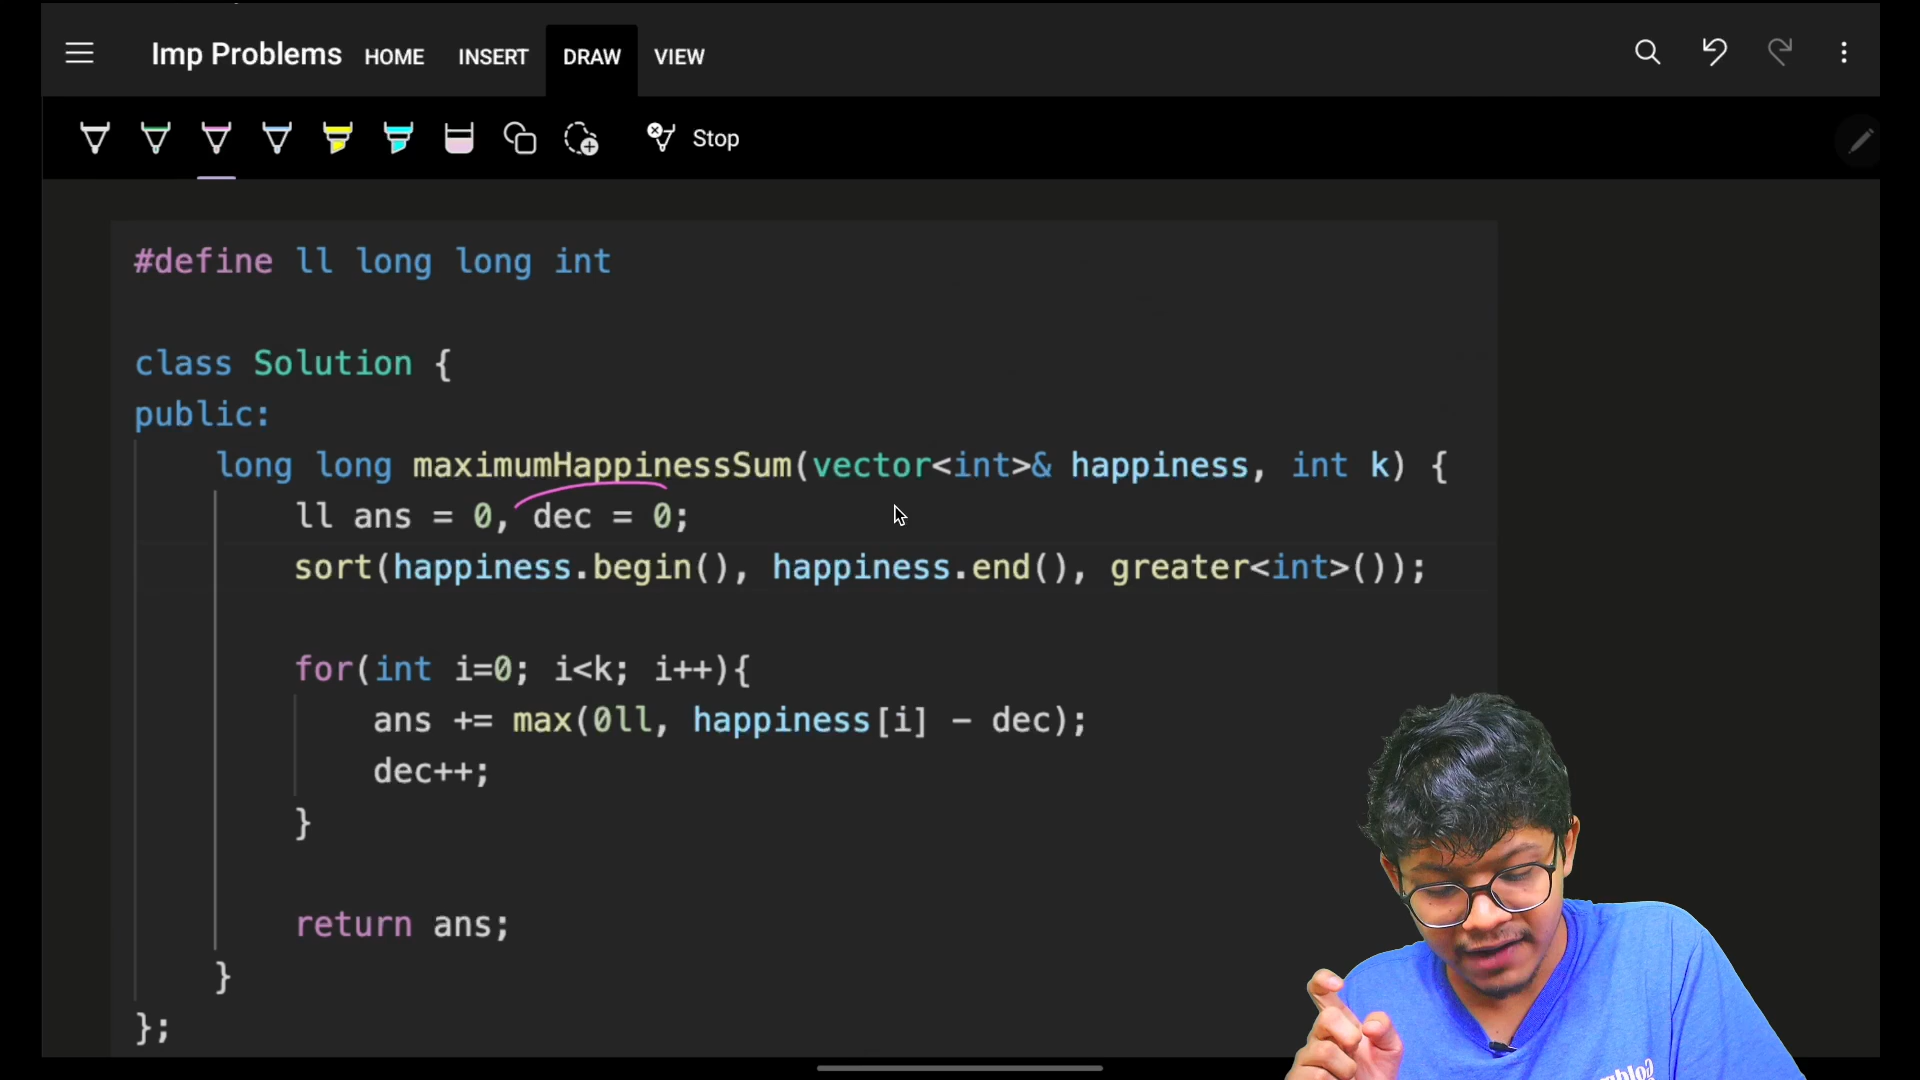 Imp Problems HOME INSERT DRAW VIEW
Stop
#define ll long long int
class Solution {
public:
long long maximumHappinessSum(vector<int>& happiness, int k) {
ll ans = 0, dec = 0;
sort(happiness.begin(), happiness.end(), greater<int>());
for(int i=0; i<k; i++){
ans += max(0ll, happiness[i] - dec);
dec++;
}
return ans;
}
};